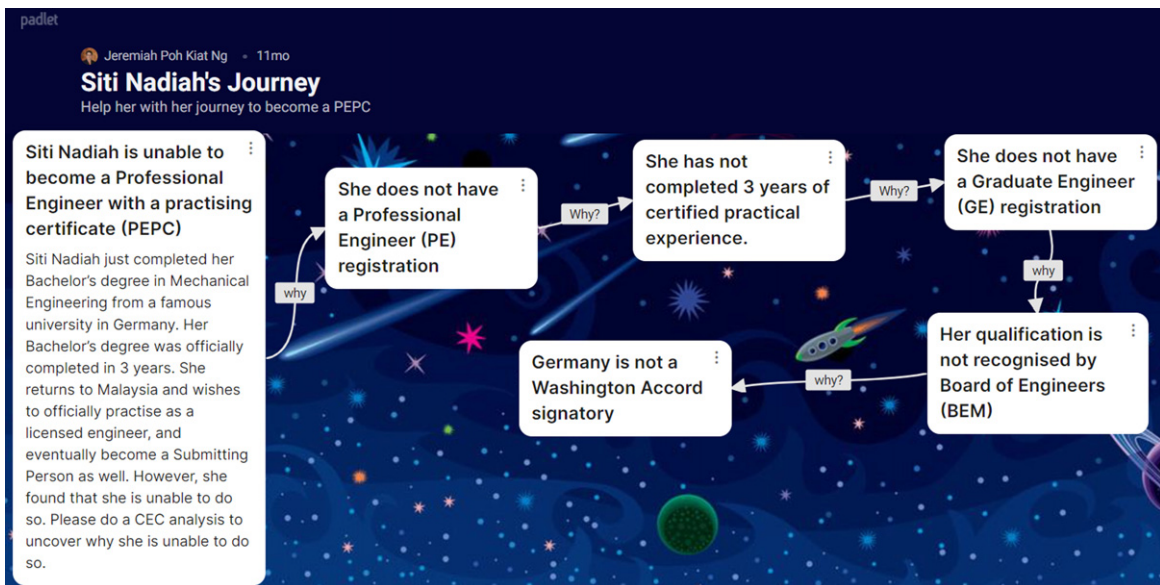 padlet
Jeremiah Poh Kiat Ng • 11mo
Siti Nadiah's Journey
Help her with her journey to become a PEPC
Siti Nadiah is unable to
become a Professional
Engineer with a practising
certificate (PEPC)
Siti Nadiah just completed her
Bachelor’s degree in Mechanical
Engineering from a famous
university in Germany. Her
Bachelor’s degree was officially
completed in 3 years. She
returns to Malaysia and wishes
to officially practise as a
licensed engineer, and
eventually become a Submitting
Person as well. However, she
found that she is unable to do
so. Please do a CEC analysis to
uncover why she is unable to do
so.
why
She does not have
a Professional
Engineer (PE)
registration
Why?
She has not
completed 3 years of
certified practical
experience.
Why?
She does not have
a Graduate Engineer
(GE) registration
why
Her qualification is
not recognised by
Board of Engineers
(BEM)
why?
Germany is not a
Washington Accord
signatory